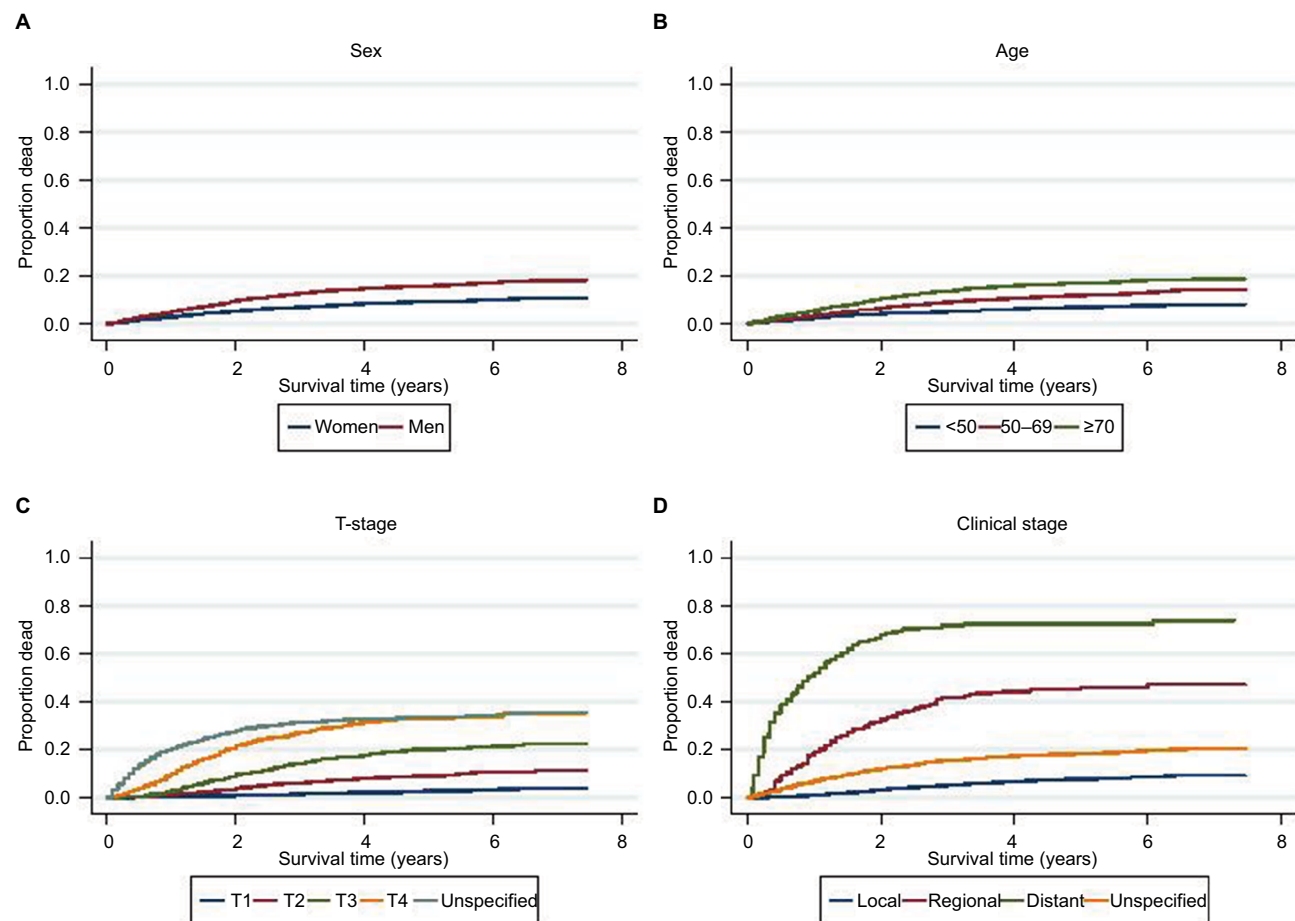 A
Sex
Proportion dead
1.0
0.8
0.6
0.4
0.2
0.0
0 2 4 6 8
Survival time (years)
Women Men
B
Age
Proportion dead
1.0
0.8
0.6
0.4
0.2
0.0
0 2 4 6 8
Survival time (years)
<50 50–69 ≥70
C
T-stage
Proportion dead
1.0
0.8
0.6
0.4
0.2
0.0
0 2 4 6 8
Survival time (years)
T1 T2 T3 T4 Unspecified
D
Clinical stage
Proportion dead
1.0
0.8
0.6
0.4
0.2
0.0
0 2 4 6 8
Survival time (years)
Local Regional Distant Unspecified